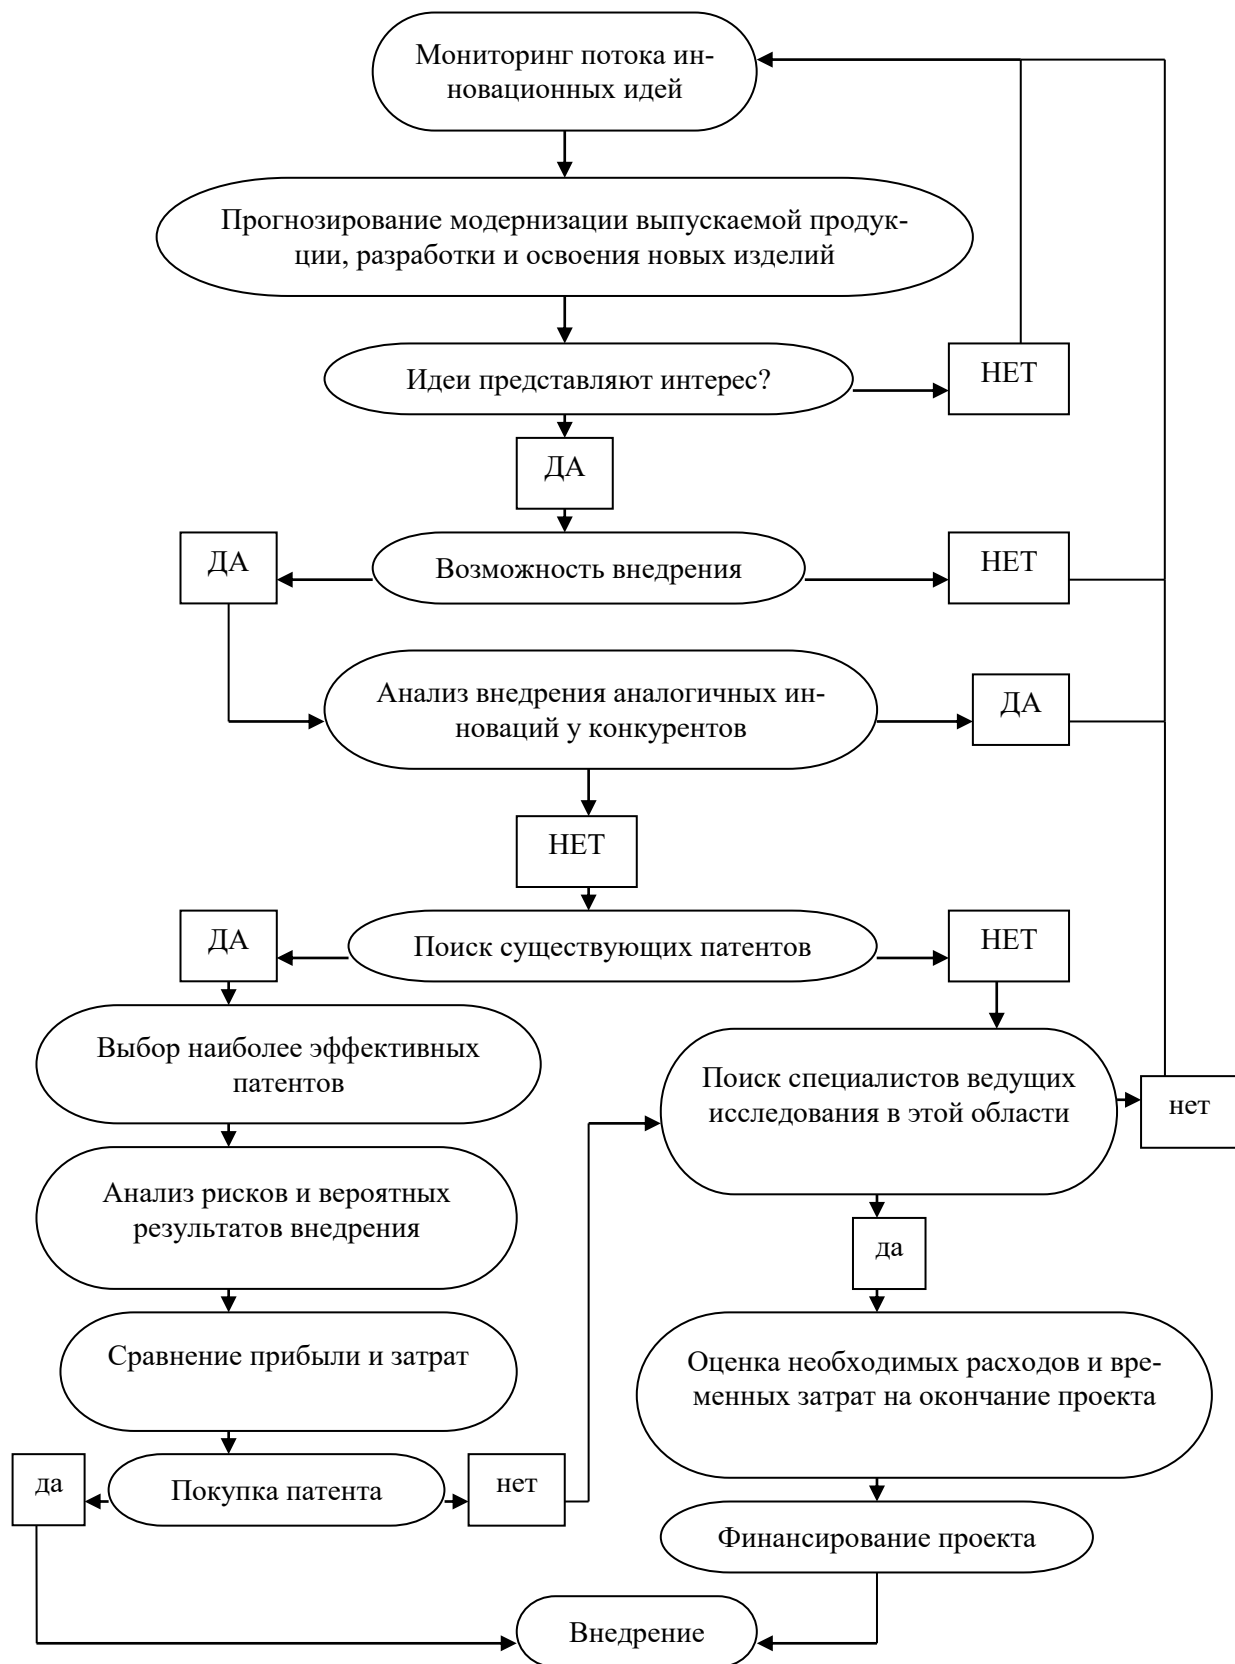 Мониторинг потока ин-
новационных идей
Прогнозирование модернизации выпускаемой продук-
ции, разработки и освоения новых изделий
Идеи представляют интерес?
НЕТ
ДА
ДА
Возможность внедрения
НЕТ
Анализ внедрения аналогичных ин-
новаций у конкурентов
ДА
НЕТ
ДА
Поиск существующих патентов
НЕТ
Выбор наиболее эффективных
патентов
Поиск специалистов ведущих
исследования в этой области
нет
Анализ рисков и вероятных
результатов внедрения
да
Сравнение прибыли и затрат
Оценка необходимых расходов и вре-
менных затрат на окончание проекта
да
Покупка патента
нет
Финансирование проекта
Внедрение